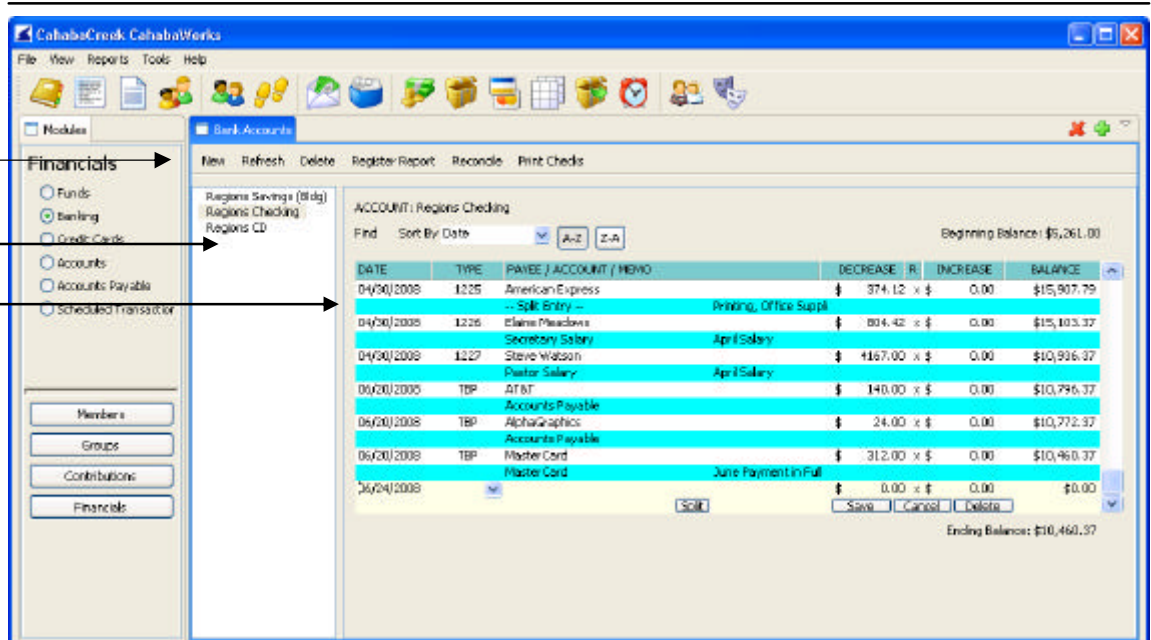 CahabaCreek CahabaWorks
File View Reports Tools Help
Modules
Bank Accounts
Financials
New Refresh Delete Register Report Reconcile Print Checks
Funds
Banking
Credit Cards
Accounts
Accounts Payable
Scheduled Transaction
Regions Savings (Bldg)
Regions Checking
Regions CD
ACCOUNT: Regions Checking
Find Sort By Date A-Z Z-A Beginning Balance: $5,261.00
DATE TYPE PAYEE / ACCOUNT / MEMO DECREASE R INCREASE BALANCE
04/30/2008 1225 American Express $ 374.12 x $ 0.00 $15,907.79
-- Split Entry -- Printing, Office Suppli
04/30/2008 1226 Elaine Meadows $ 804.42 x $ 0.00 $15,103.37
Secretary Salary April Salary
04/30/2008 1227 Steve Watson $ 4167.00 x $ 0.00 $10,936.37
Pastor Salary April Salary
06/20/2008 TBP AT&T $ 140.00 x $ 0.00 $10,796.37
Accounts Payable
06/20/2008 TBP AlphaGraphics $ 24.00 x $ 0.00 $10,772.37
Accounts Payable
06/20/2008 TBP MasterCard $ 312.00 x $ 0.00 $10,460.37
MasterCard June Payment in Full
06/24/2008 $ 0.00 x $ 0.00 $0.00
Split Save Cancel Delete
Ending Balance: $10,460.37
Members
Groups
Contributions
Financials